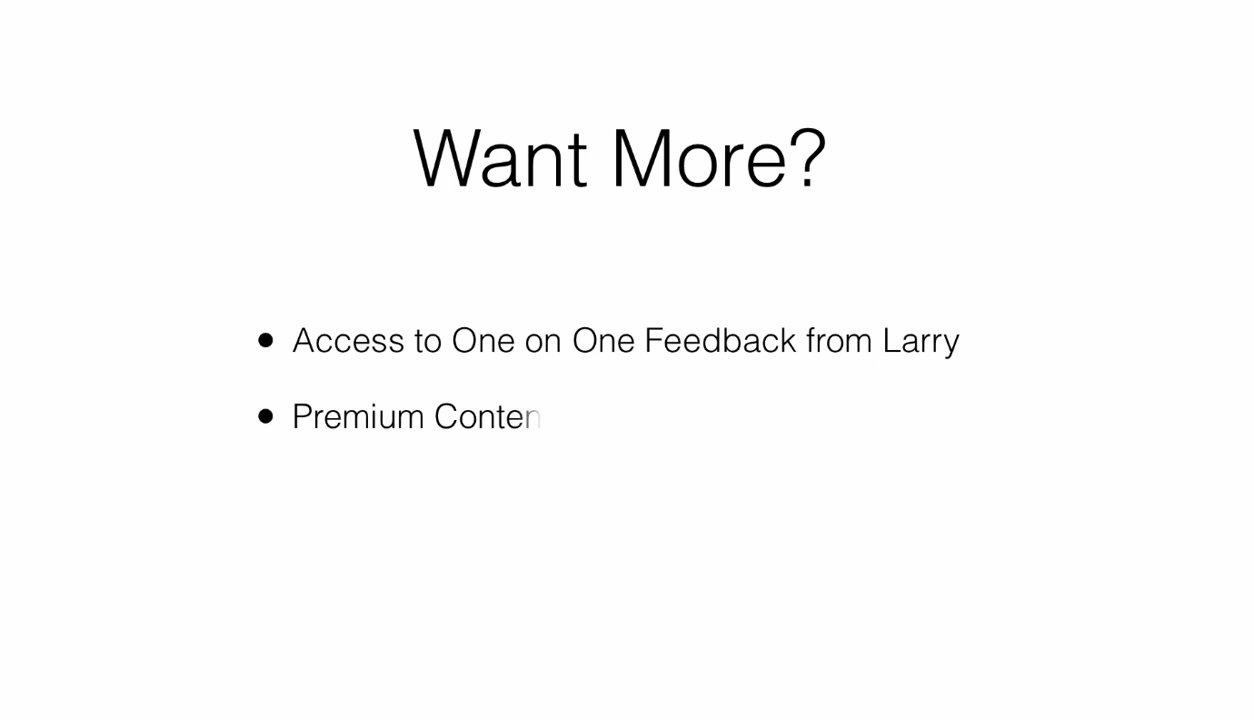 Want More?
• Access to One on One Feedback from Larry
• Premium Conten